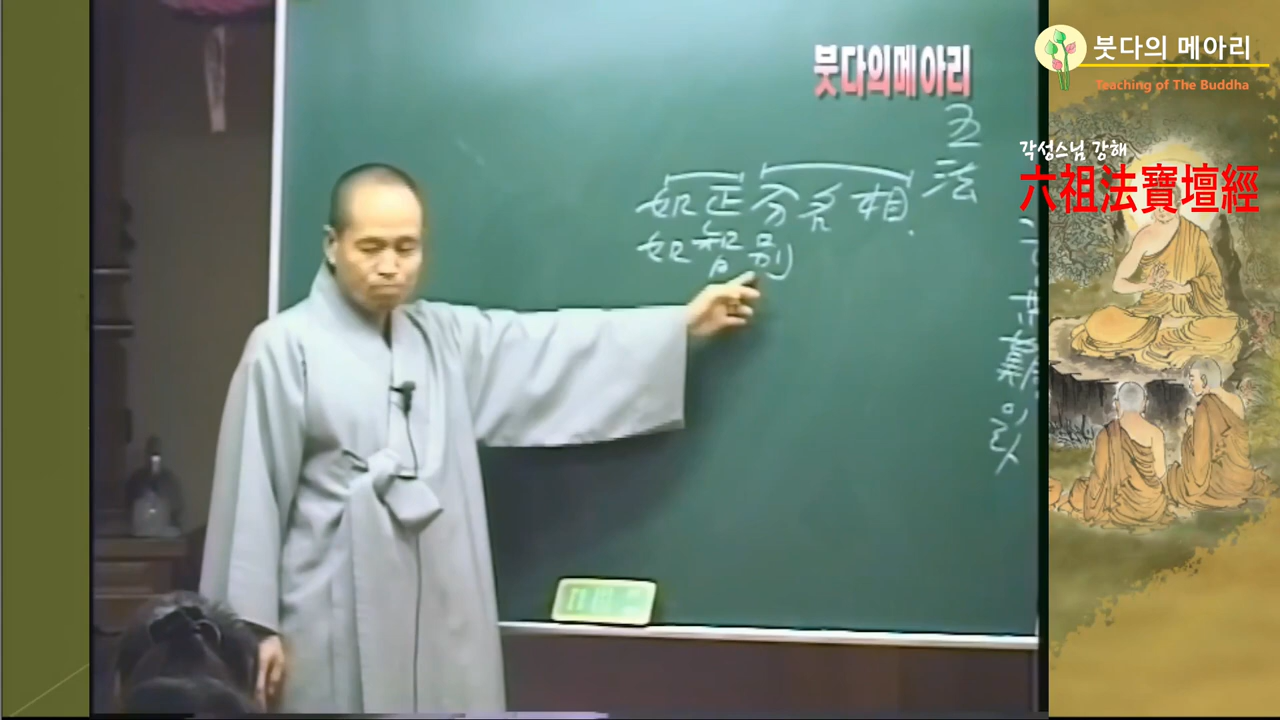 붓다의 메아리
Teaching of The Buddha
각성스님 강해
六祖法寶壇經
붓다의메아리
五法
相
名
分別
正智
如如